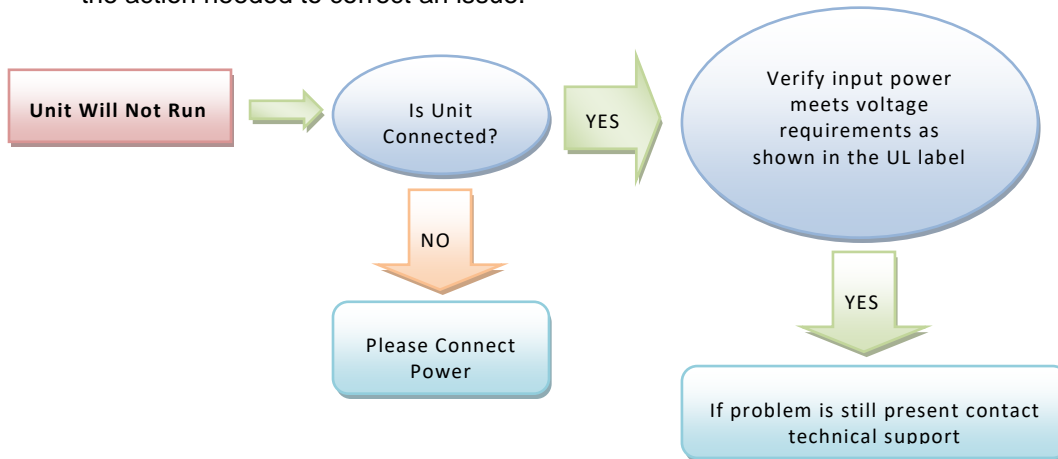 the action needed to correct an issue.
Unit Will Not Run
Is Unit
Connected?
YES
Verify input power
meets voltage
requirements as
shown in the UL label
NO
YES
Please Connect
Power
If problem is still present contact
technical support